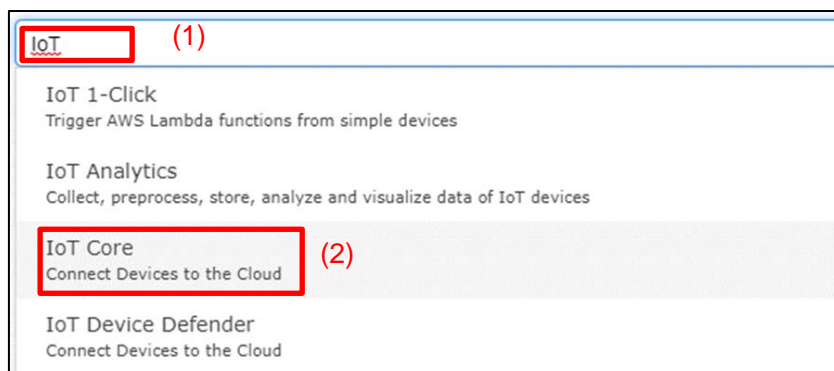 IoT (1)
IoT 1-Click
Trigger AWS Lambda functions from simple devices
IoT Analytics
Collect, preprocess, store, analyze and visualize data of IoT devices
IoT Core (2)
Connect Devices to the Cloud
IoT Device Defender
Connect Devices to the Cloud